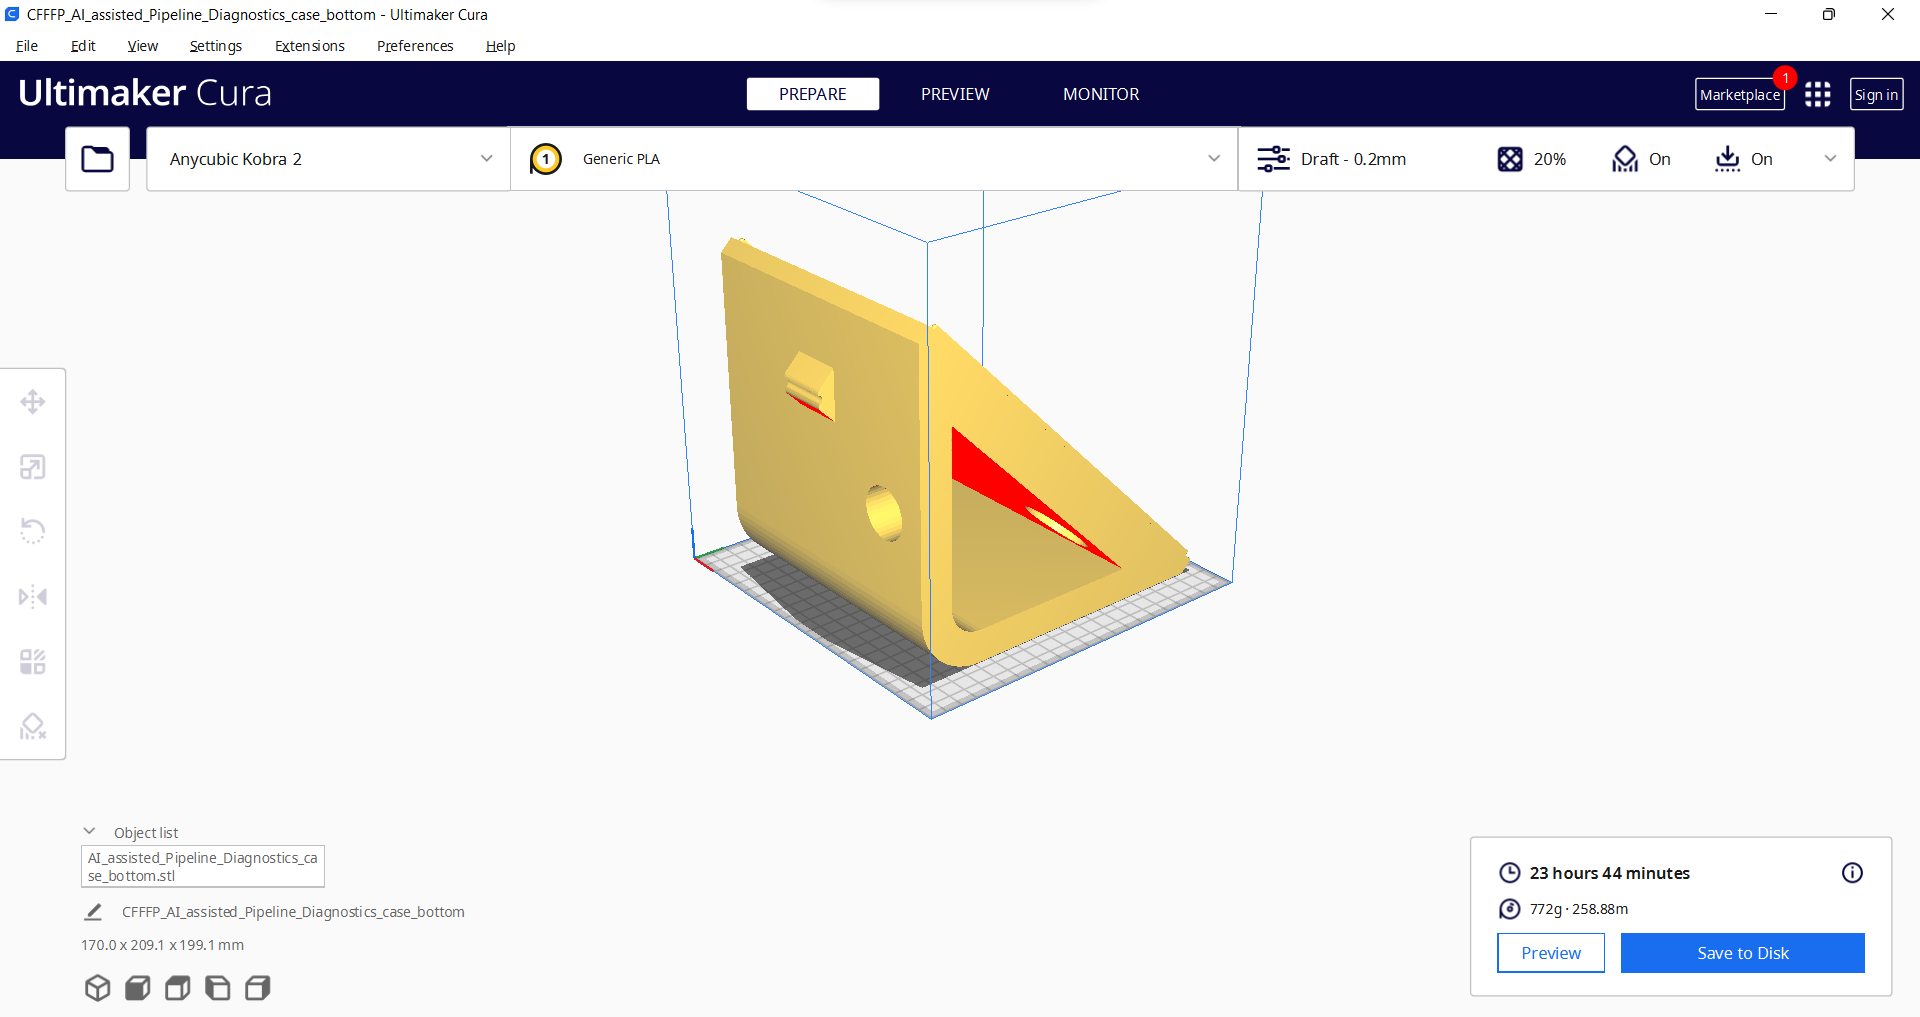 CFFFP_AI_assisted_Pipeline_Diagnostics_case_bottom - Ultimaker Cura
File Edit View Settings Extensions Preferences Help
Ultimaker Cura
PREPARE PREVIEW MONITOR
Marketplace 1 Sign in
Anycubic Kobra 2
1 Generic PLA
Draft - 0.2mm 20% On On
Object list
AI_assisted_Pipeline_Diagnostics_ca
se_bottom.stl
CFFFP_AI_assisted_Pipeline_Diagnostics_case_bottom
170.0 x 209.1 x 199.1 mm
23 hours 44 minutes
772g · 258.88m
Preview Save to Disk